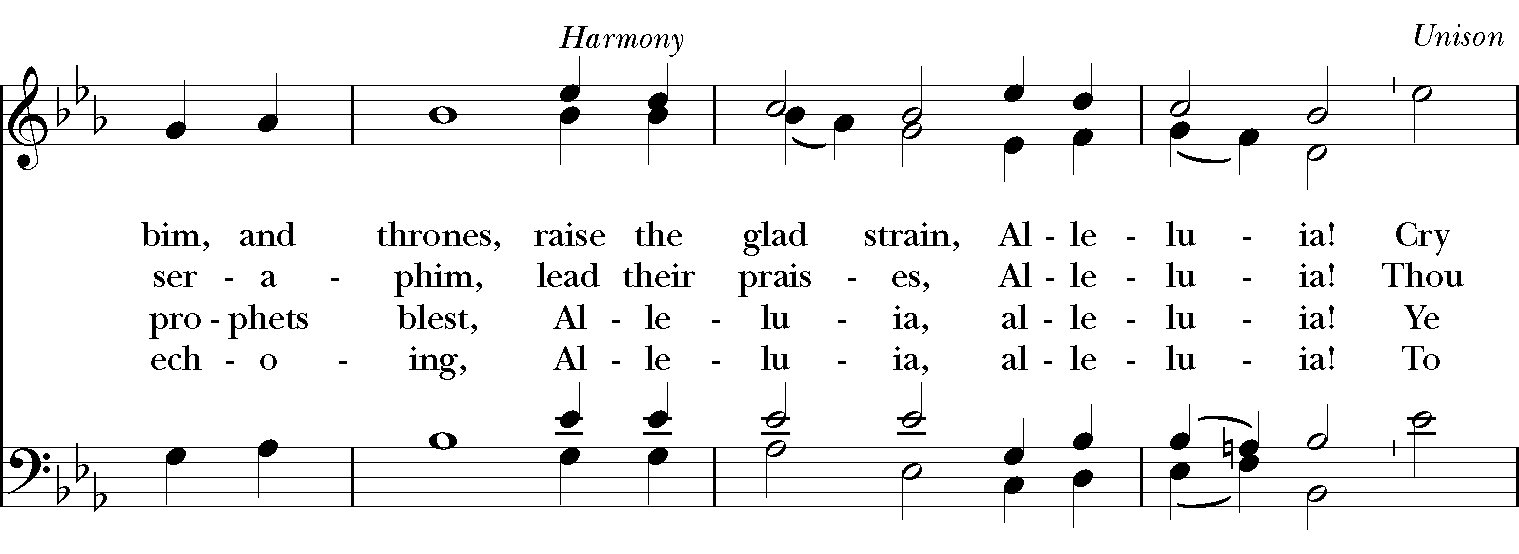 Harmony Unison
bim, and thrones, raise the glad strain, Al - le - lu - ia! Cry
ser - a - phim, lead their prais - es, Al - le - lu - ia! Thou
pro - phets blest, Al - le - lu - ia, al - le - lu - ia! Ye
ech - o - ing, Al - le - lu - ia, al - le - lu - ia! To